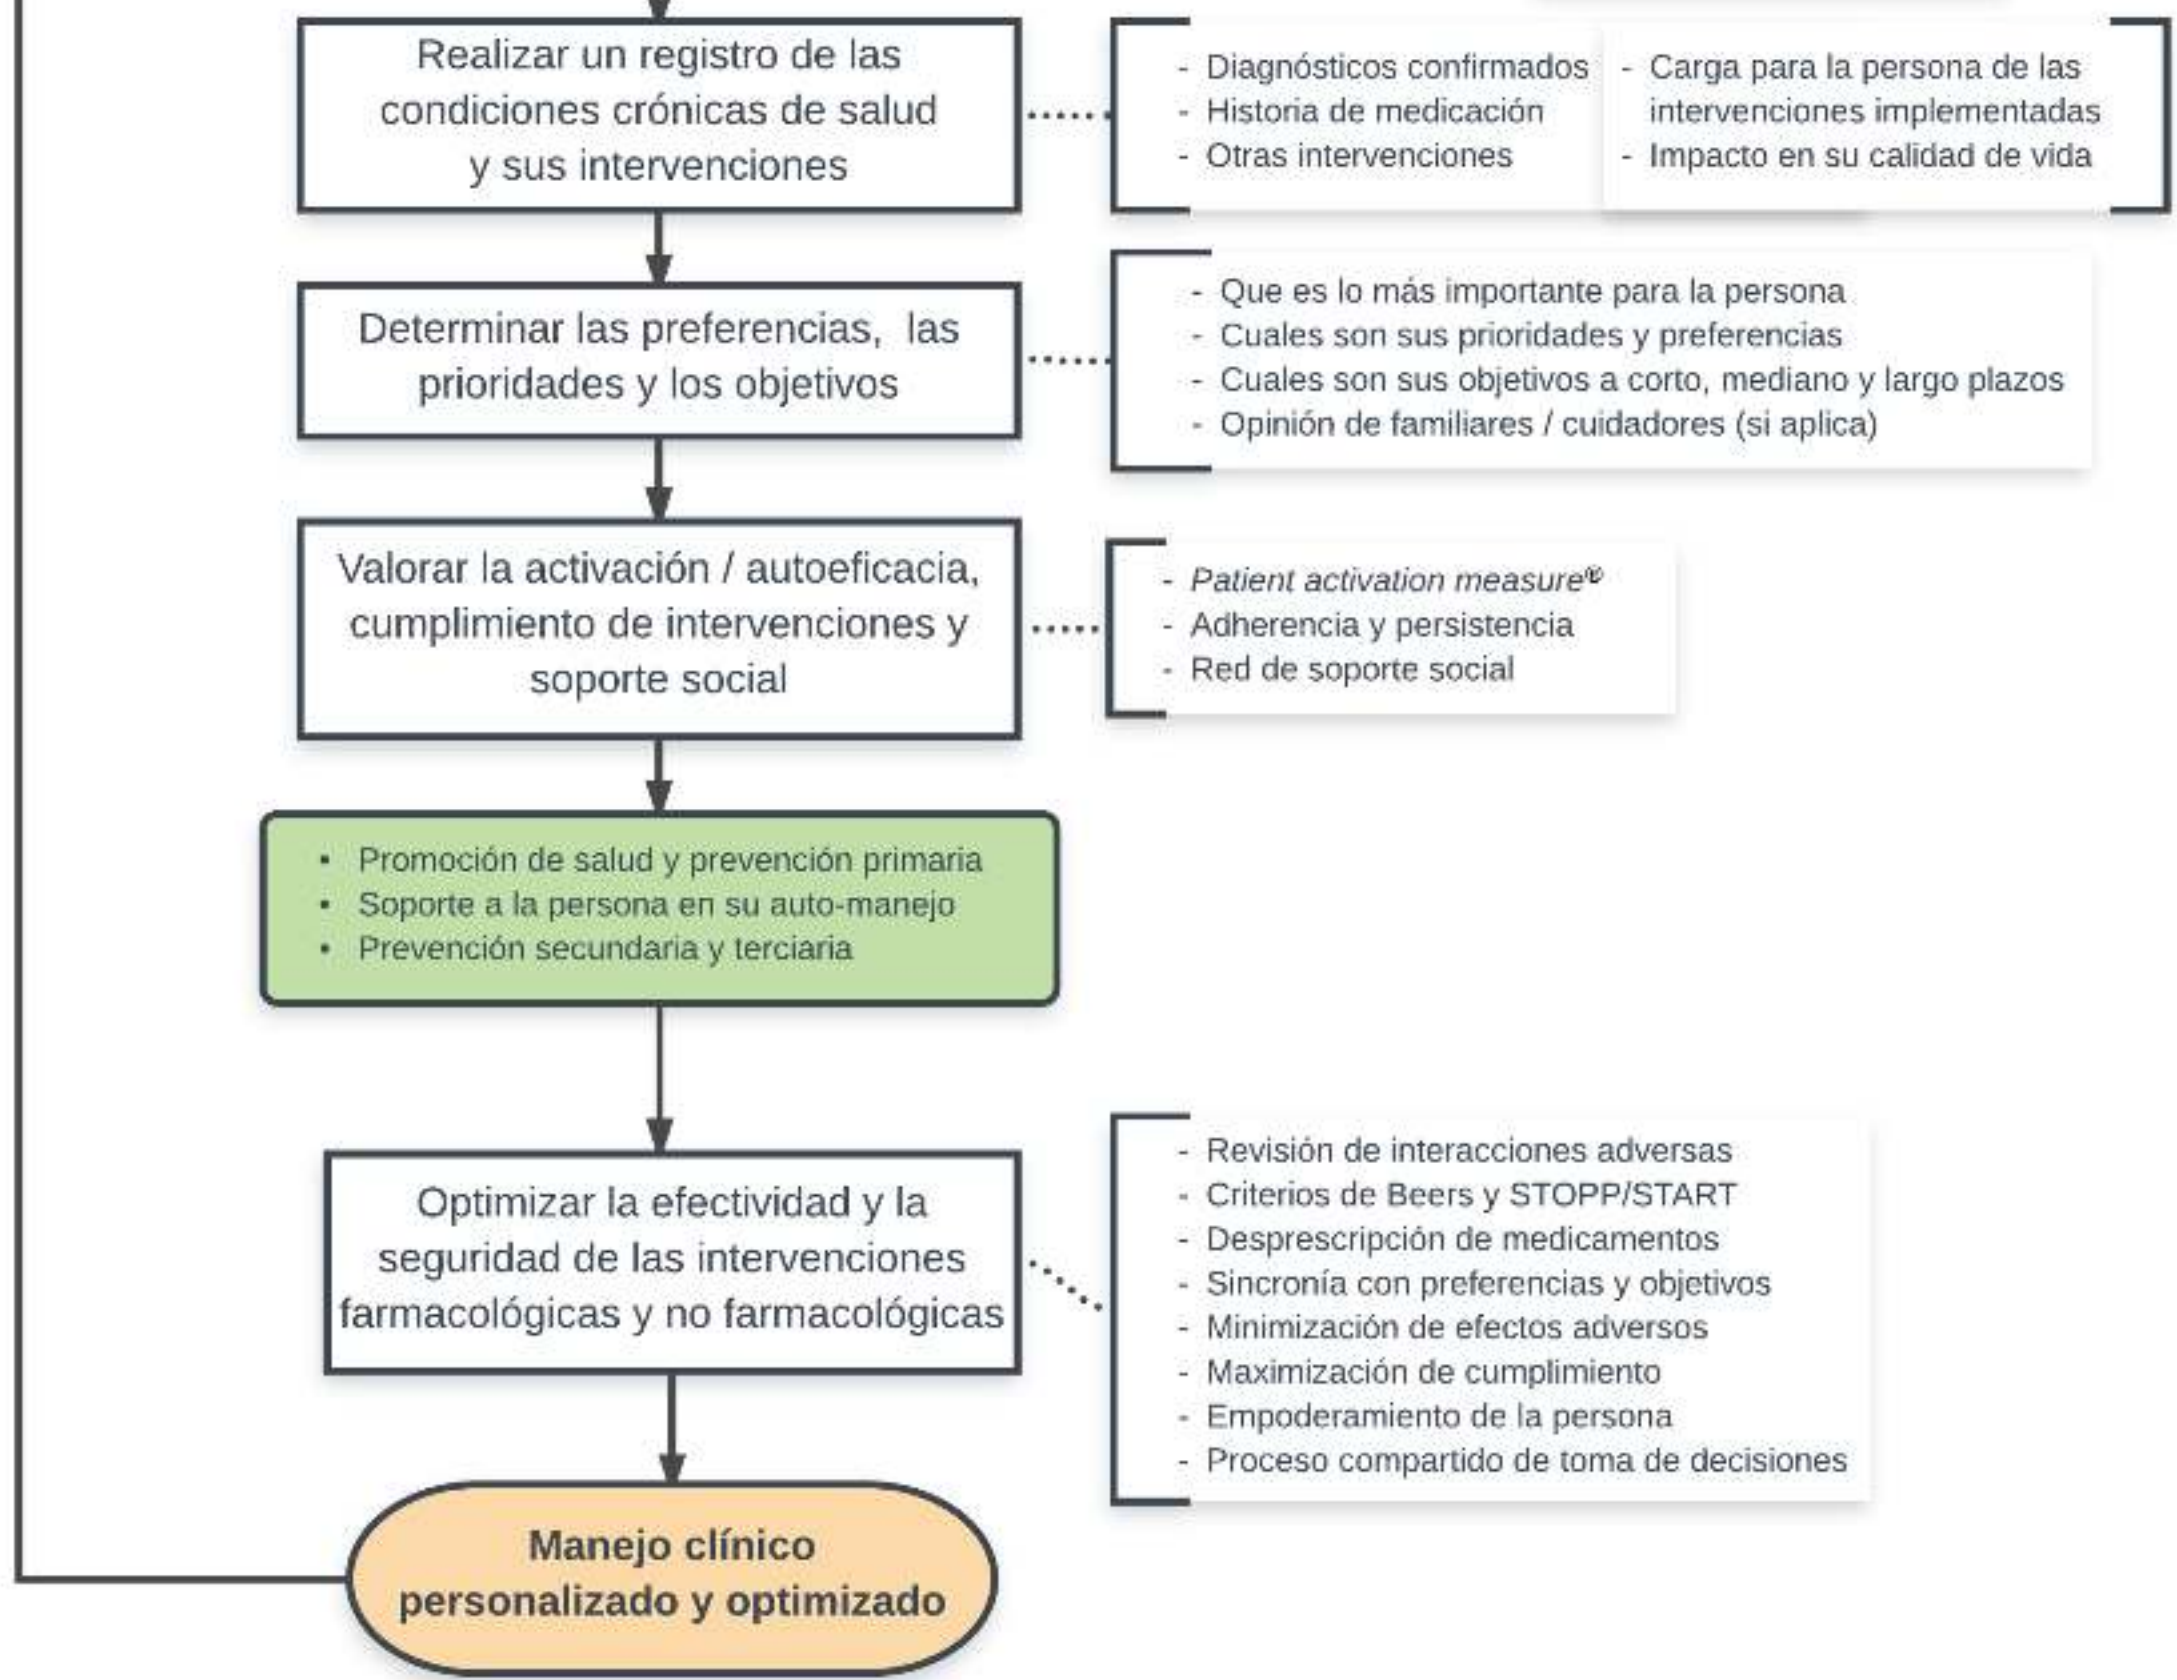 Realizar un registro de las
condiciones crónicas de salud
y sus intervenciones
- Diagnósticos confirmados
- Historia de medicación
- Otras intervenciones
- Carga para la persona de las
intervenciones implementadas
- Impacto en su calidad de vida
Determinar las preferencias, las
prioridades y los objetivos
- Que es lo más importante para la persona
- Cuales son sus prioridades y preferencias
- Cuales son sus objetivos a corto, mediano y largo plazos
- Opinión de familiares / cuidadores (si aplica)
Valorar la activación / autoeficacia,
cumplimiento de intervenciones y
soporte social
- Patient activation measure®
- Adherencia y persistencia
- Red de soporte social
• Promoción de salud y prevención primaria
• Soporte a la persona en su auto-manejo
• Prevención secundaria y terciaria
Optimizar la efectividad y la
seguridad de las intervenciones
farmacológicas y no farmacológicas
- Revisión de interacciones adversas
- Criterios de Beers y STOPP/START
- Desprescripción de medicamentos
- Sincronía con preferencias y objetivos
- Minimización de efectos adversos
- Maximización de cumplimiento
- Empoderamiento de la persona
- Proceso compartido de toma de decisiones
Manejo clínico
personalizado y optimizado